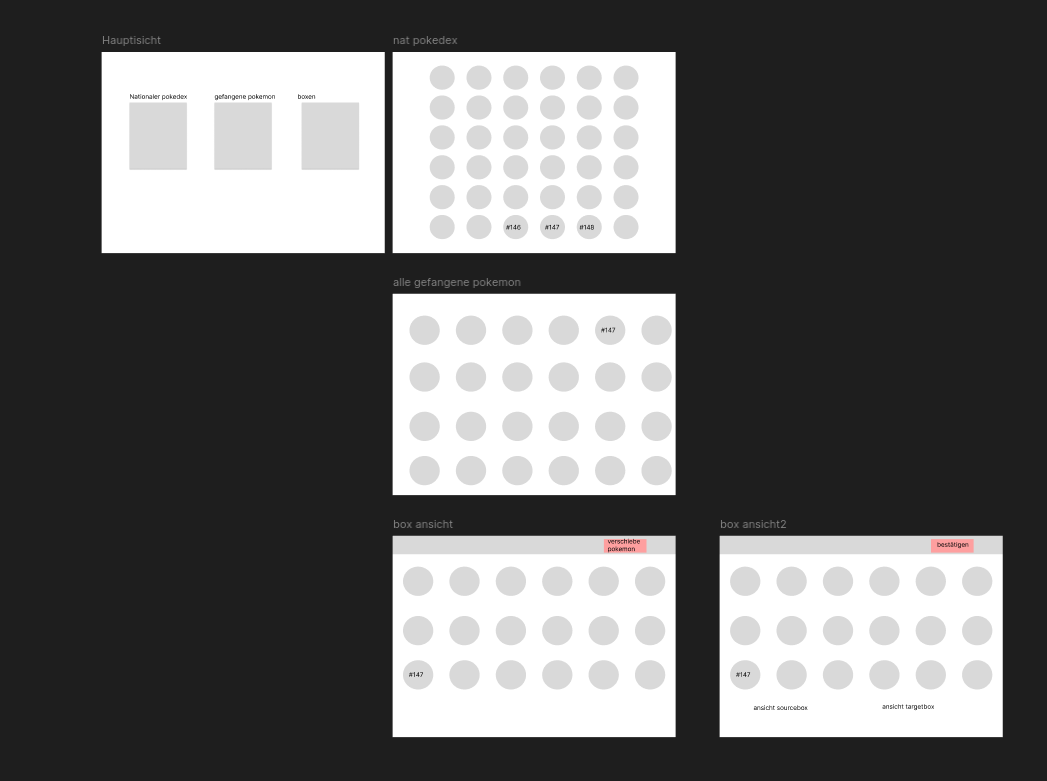 Hauptisicht
nat pokedex
Nationaler pokedex
gefangene pokemon
boxen
#146
#147
#148
alle gefangene pokemon
#147
box ansicht
verschiebe
pokemon
#147
box ansicht2
bestätigen
#147
ansicht sourcebox
ansicht targetbox